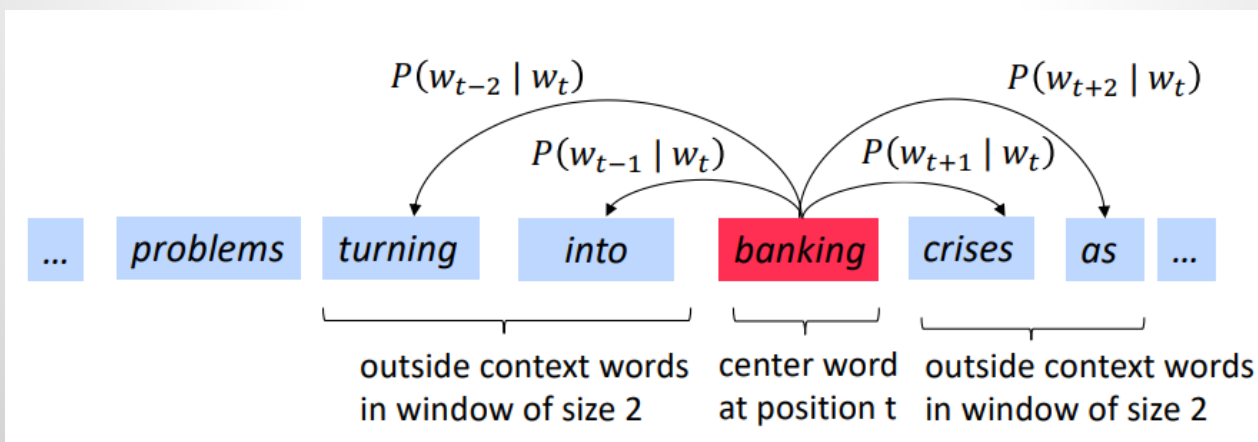 P(w_{t−2} | w_t) P(w_{t+2} | w_t)
P(w_{t−1} | w_t) P(w_{t+1} | w_t)
... problems turning into banking crises as ...
outside context words center word outside context words
in window of size 2 at position t in window of size 2